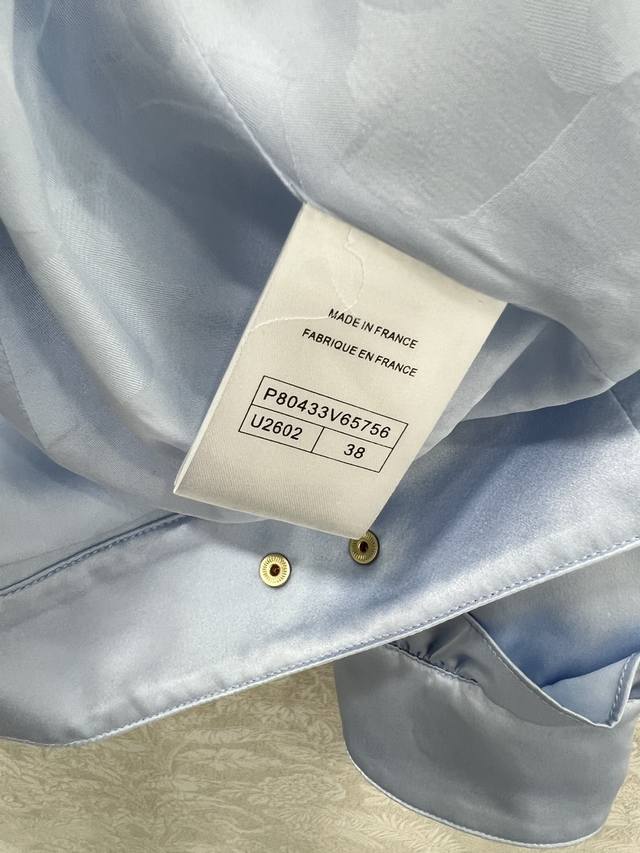 MADE IN FRANCE
FABRIQUE EN FRANCE
P80433V65756
U2602 38